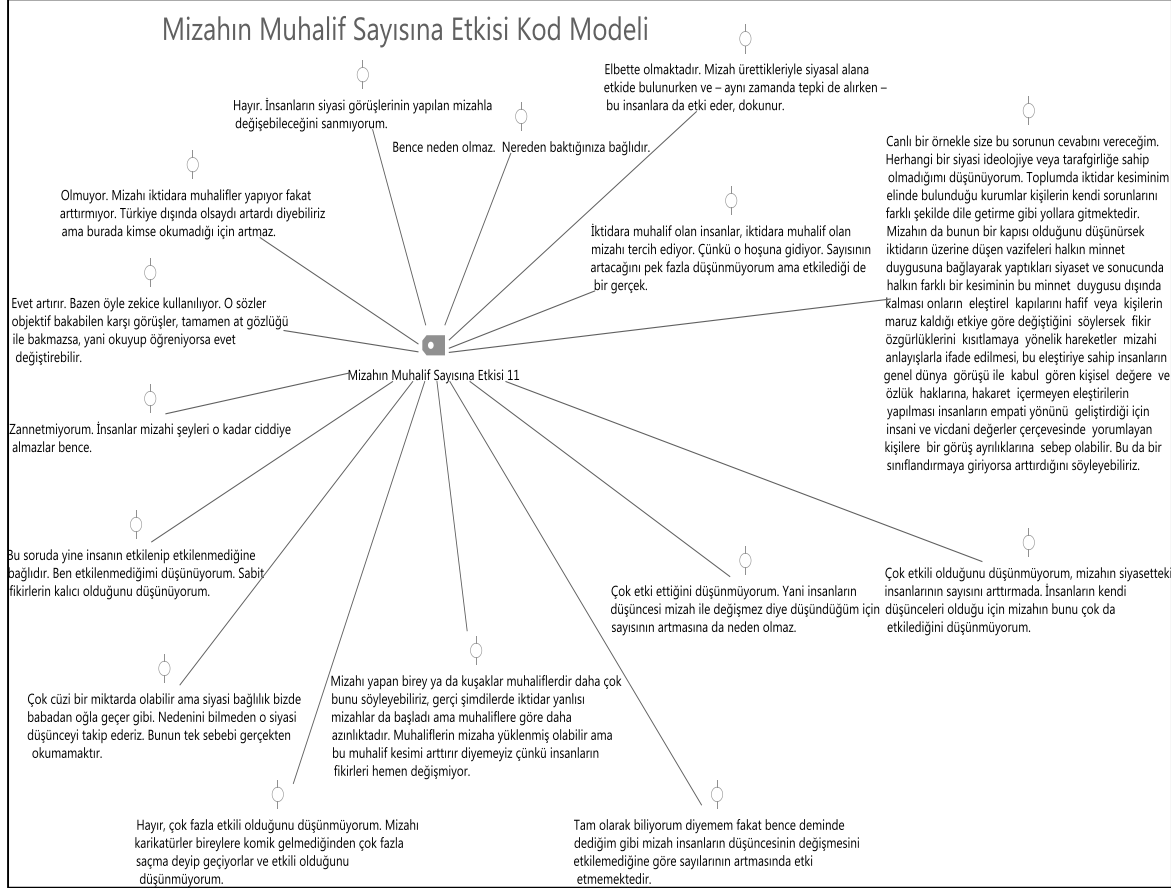 Mizahın Muhalif Sayısına Etkisi Kod Modeli
Elbette olmaktadır. Mizah ürettikleriyle siyasal alana
etkide bulunurken ve – aynı zamanda tepki de alırken –
bu insanlara da etki eder, dokunur.
Hayır. İnsanların siyasi görüşlerinin yapılan mizahla
değişebileceğini sanmıyorum.
Bence neden olmaz. Nereden baktığınıza bağlıdır.
Canlı bir örnekle size bu sorunun cevabını vereceğim.
Herhangi bir siyasi ideolojiye veya tarafgirliğe sahip
olmadığımı düşünüyorum. Toplumda iktidar kesiminim
elinde bulunduğu kurumlar kişilerin kendi sorunlarını
farklı şekilde dile getirme gibi yollara gitmektedir.
Mizahın da bunun bir kapısı olduğunu düşünürsek
iktidarın üzerine düşen vazifeleri halkın minnet
duygusuna bağlayarak yaptıkları siyaset ve sonucunda
halkın farklı bir kesiminin bu minnet duygusu dışında
kalması onların eleştirel kapılarını hafif veya kişilerin
maruz kaldığı etkiye göre değiştiğini söylersek fikir
özgürlüklerini kısıtlamaya yönelik hareketler mizahi
anlayışlarla ifade edilmesi, bu eleştiriye sahip insanların
genel dünya görüşü ile kabul gören kişisel değere ve
özlük haklarına, hakaret içermeyen eleştirilerin
yapılması insanların empati yönünü geliştirdiği için
insani ve vicdani değerler çerçevesinde yorumlayan
kişilere bir görüş ayrılıklarına sebep olabilir. Bu da bir
sınıflandırmaya giriyorsa arttırdığını söyleyebiliriz.
Olmuyor. Mizahı iktidara muhalifler yapıyor fakat
arttırmıyor. Türkiye dışında olsaydı artardı diyebiliriz
ama burada kimse okumadığı için artmaz.
İktidara muhalif olan insanlar, iktidara muhalif olan
mizahı tercih ediyor. Çünkü o hoşuna gidiyor. Sayısının
artacağını pek fazla düşünmüyorum ama etkilediği de
bir gerçek.
Evet artırır. Bazen öyle zekice kullanılıyor. O sözler
objektif bakabilen karşı görüşler, tamamen at gözlüğü
ile bakmazsa, yani okuyup öğreniyorsa evet
değiştirebilir.
Mizahın Muhalif Sayısına Etkisi 11
Zannetmiyorum. İnsanlar mizahi şeyleri o kadar ciddiye
almazlar bence.
Bu soruda yine insanın etkilenip etkilenmediğine
bağlıdır. Ben etkilenmediğimi düşünüyorum. Sabit
fikirlerin kalıcı olduğunu düşünüyorum.
Çok etki ettiğini düşünmüyorum. Yani insanların
düşüncesi mizah ile değişmez diye düşündüğüm için
sayısının artmasına da neden olmaz.
Çok etkili olduğunu düşünmüyorum, mizahın siyasetteki
insanlarının sayısını arttırmada. İnsanların kendi
düşünceleri olduğu için mizahın bunu çok da
etkilediğini düşünmüyorum.
Çok cüzi bir miktarda olabilir ama siyasi bağlılık bizde
babadan oğla geçer gibi. Nedenini bilmeden o siyasi
düşünceyi takip ederiz. Bunun tek sebebi gerçekten
okumamaktır.
Mizahı yapan birey ya da kuşaklar muhaliflerdir daha çok
bunu söyleyebiliriz, gerçi şimdilerde iktidar yanlısı
mizahlar da başladı ama muhaliflere göre daha
azınlıktadır. Muhaliflerin mizaha yüklenmiş olabilir ama
bu muhalif kesimi arttırır diyemeyiz çünkü insanların
fikirleri hemen değişmiyor.
Hayır, çok fazla etkili olduğunu düşünmüyorum. Mizahı
karikatürler bireylere komik gelmediğinden çok fazla
saçma deyip geçiyorlar ve etkili olduğunu
düşünmüyorum.
Tam olarak biliyorum diyemem fakat bence deminde
dediğim gibi mizah insanların düşüncesinin değişmesini
etkilemediğine göre sayılarının artmasında etki
etmemektedir.